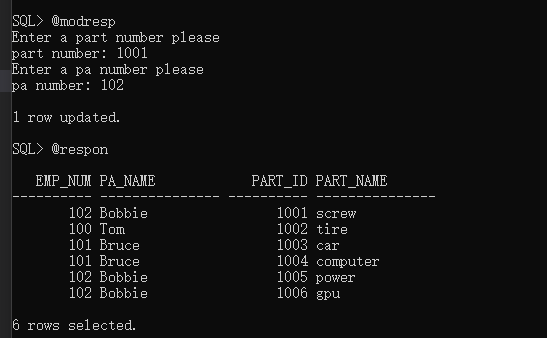 SQL> @modresp
Enter a part number please
part number: 1001
Enter a pa number please
pa number: 102
1 row updated.
SQL> @respon
   EMP_NUM PA_NAME            PART_ID PART_NAME
---------- --------------- ---------- ---------------
       102 Bobbie                1001 screw
       100 Tom                   1002 tire
       101 Bruce                 1003 car
       101 Bruce                 1004 computer
       102 Bobbie                1005 power
       102 Bobbie                1006 gpu
6 rows selected.